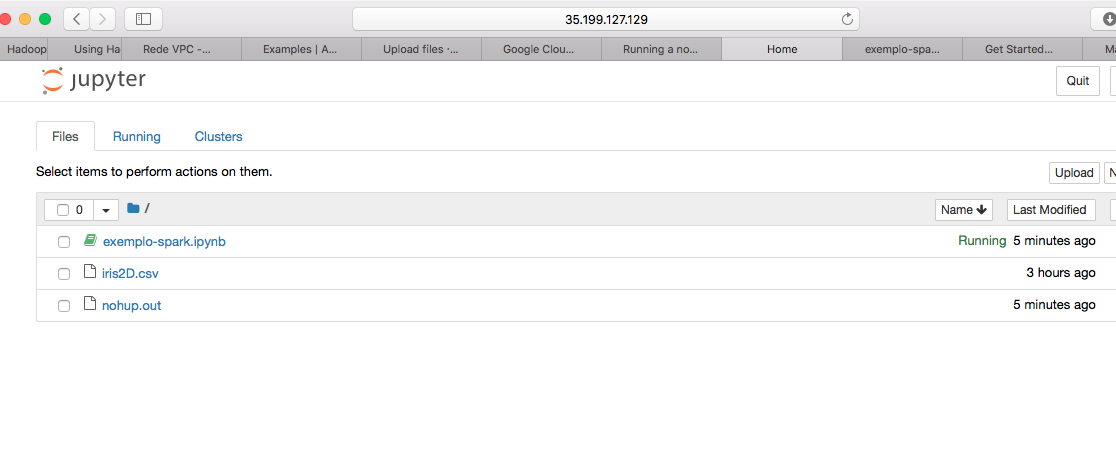 35.199.127.129
Hadoop Using Ha Rede VPC -... Examples | A... Upload files ·... Google Clou... Running a no... Home exemplo-spa... Get Started...
jupyter Quit
Files Running Clusters
Select items to perform actions on them. Upload
0 / Name Last Modified
exemplo-spark.ipynb Running 5 minutes ago
iris2D.csv 3 hours ago
nohup.out 5 minutes ago